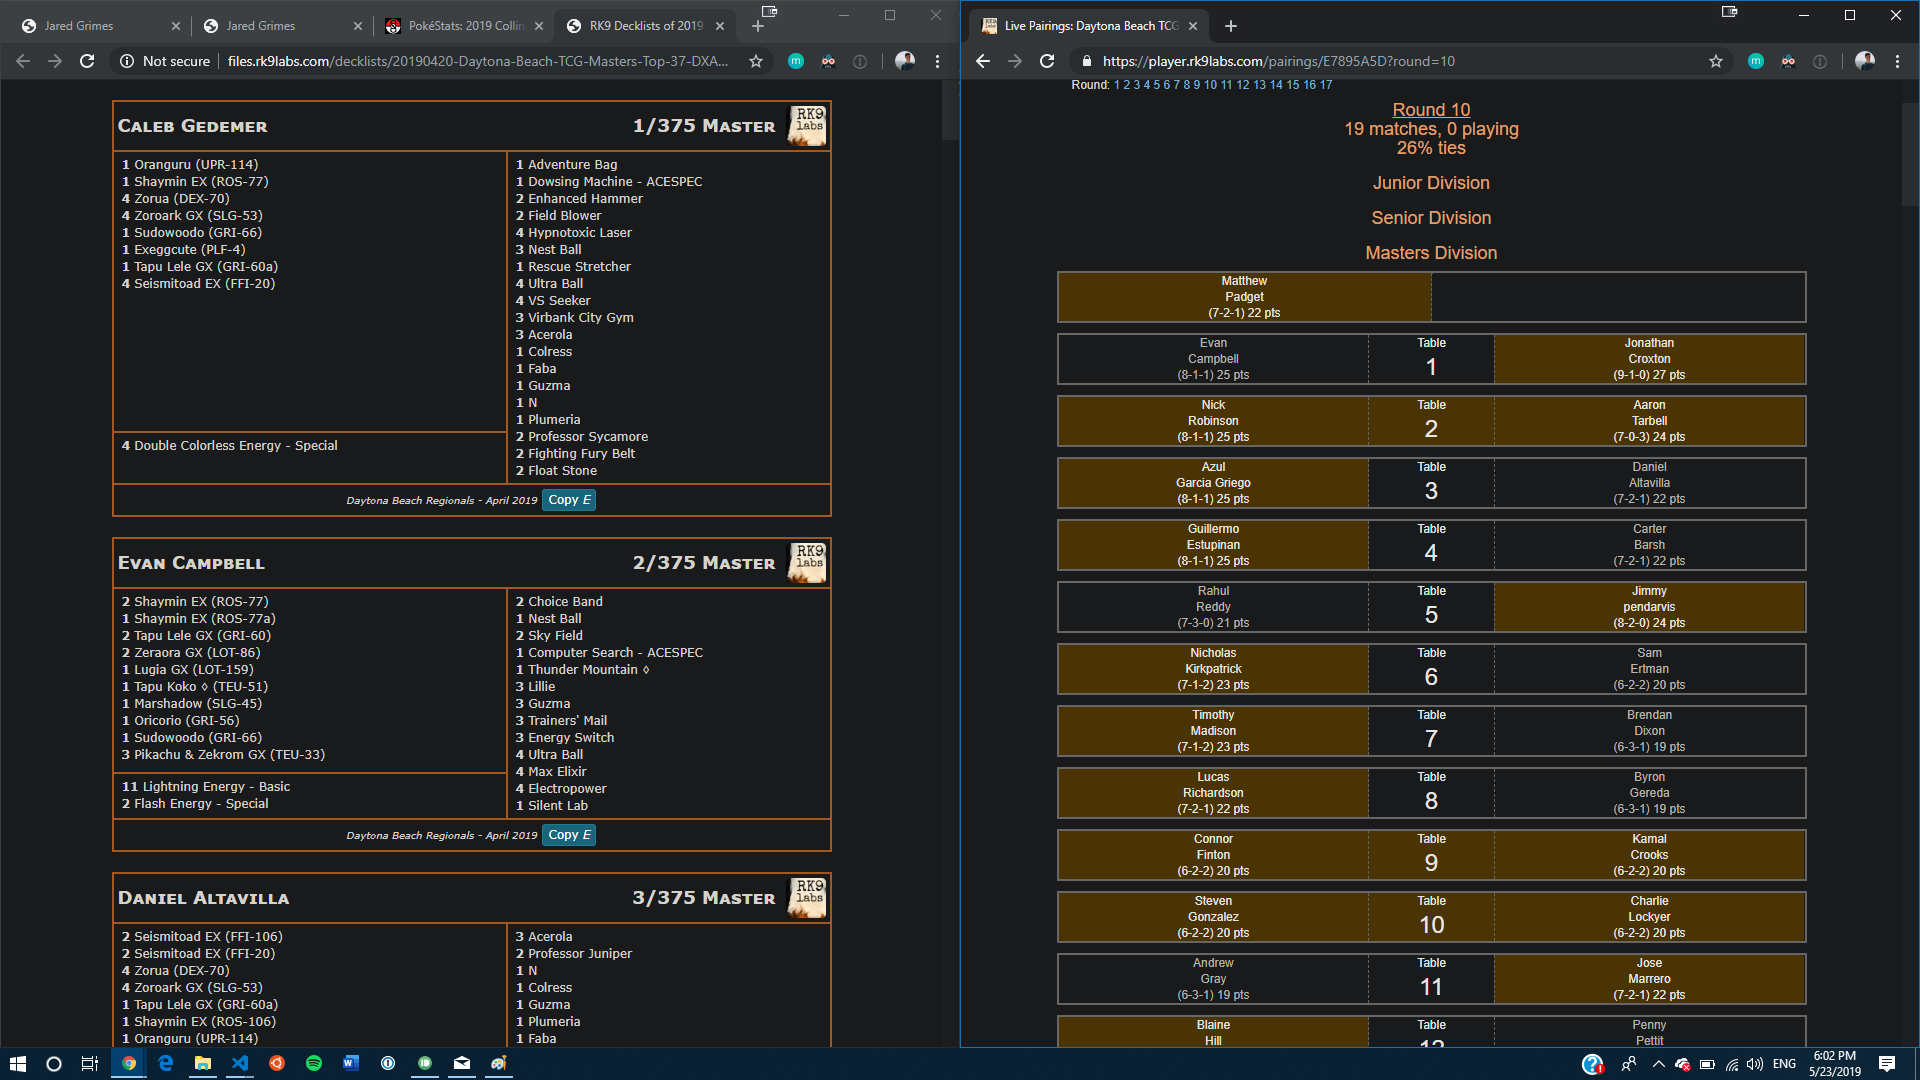 Jared Grimes
Jared Grimes
PokéStats: 2019 Collin
RK9 Decklists of 2019
Not secure
files.rk9labs.com/decklists/20190420-Daytona-Beach-TCG-Masters-Top-37-DXA...
Caleb Gedemer
1/375 Master
RK9 labs
1 Oranguru (UPR-114)
1 Shaymin EX (ROS-77)
4 Zorua (DEX-70)
4 Zoroark GX (SLG-53)
1 Sudowoodo (GRI-66)
1 Exeggcute (PLF-4)
1 Tapu Lele GX (GRI-60a)
4 Seismitoad EX (FFI-20)
4 Double Colorless Energy - Special
1 Adventure Bag
1 Dowsing Machine - ACESPEC
2 Enhanced Hammer
2 Field Blower
4 Hypnotoxic Laser
3 Nest Ball
1 Rescue Stretcher
4 Ultra Ball
4 VS Seeker
3 Virbank City Gym
3 Acerola
1 Colress
1 Faba
1 Guzma
1 N
1 Plumeria
2 Professor Sycamore
2 Fighting Fury Belt
2 Float Stone
Daytona Beach Regionals - April 2019 Copy E
Evan Campbell
2/375 Master
RK9 labs
2 Shaymin EX (ROS-77)
1 Shaymin EX (ROS-77a)
2 Tapu Lele GX (GRI-60)
2 Zeraora GX (LOT-86)
1 Lugia GX (LOT-159)
1 Tapu Koko ◊ (TEU-51)
1 Marshadow (SLG-45)
1 Oricorio (GRI-56)
1 Sudowoodo (GRI-66)
3 Pikachu & Zekrom GX (TEU-33)
11 Lightning Energy - Basic
2 Flash Energy - Special
2 Choice Band
1 Nest Ball
2 Sky Field
1 Computer Search - ACESPEC
1 Thunder Mountain ◊
3 Lillie
3 Guzma
3 Trainers' Mail
3 Energy Switch
4 Ultra Ball
4 Max Elixir
4 Electropower
1 Silent Lab
Daytona Beach Regionals - April 2019 Copy E
Daniel Altavilla
3/375 Master
RK9 labs
2 Seismitoad EX (FFI-106)
2 Seismitoad EX (FFI-20)
4 Zorua (DEX-70)
4 Zoroark GX (SLG-53)
1 Tapu Lele GX (GRI-60a)
1 Shaymin EX (ROS-106)
1 Oranguru (UPR-114)
3 Acerola
2 Professor Juniper
1 N
1 Colress
1 Guzma
1 Plumeria
1 Faba
Live Pairings: Daytona Beach TCG
https://player.rk9labs.com/pairings/E7895A5D?round=10
Round: 1 2 3 4 5 6 7 8 9 10 11 12 13 14 15 16 17
Round 10
19 matches, 0 playing
26% ties
Junior Division
Senior Division
Masters Division
Matthew
Padget
(7-2-1) 22 pts
Evan
Campbell
(8-1-1) 25 pts
Table
1
Jonathan
Croxton
(9-1-0) 27 pts
Nick
Robinson
(8-1-1) 25 pts
Table
2
Aaron
Tarbell
(7-0-3) 24 pts
Azul
Garcia Griego
(8-1-1) 25 pts
Table
3
Daniel
Altavilla
(7-2-1) 22 pts
Guillermo
Estupinan
(8-1-1) 25 pts
Table
4
Carter
Barsh
(7-2-1) 22 pts
Rahul
Reddy
(7-3-0) 21 pts
Table
5
Jimmy
pendarvis
(8-2-0) 24 pts
Nicholas
Kirkpatrick
(7-1-2) 23 pts
Table
6
Sam
Ertman
(6-2-2) 20 pts
Timothy
Madison
(7-1-2) 23 pts
Table
7
Brendan
Dixon
(6-3-1) 19 pts
Lucas
Richardson
(7-2-1) 22 pts
Table
8
Byron
Gereda
(6-3-1) 19 pts
Connor
Finton
(6-2-2) 20 pts
Table
9
Kamal
Crooks
(6-2-2) 20 pts
Steven
Gonzalez
(6-2-2) 20 pts
Table
10
Charlie
Lockyer
(6-2-2) 20 pts
Andrew
Gray
(6-3-1) 19 pts
Table
11
Jose
Marrero
(7-2-1) 22 pts
Blaine
Hill
Table
12
Penny
Pettit
ENG
6:02 PM
5/23/2019